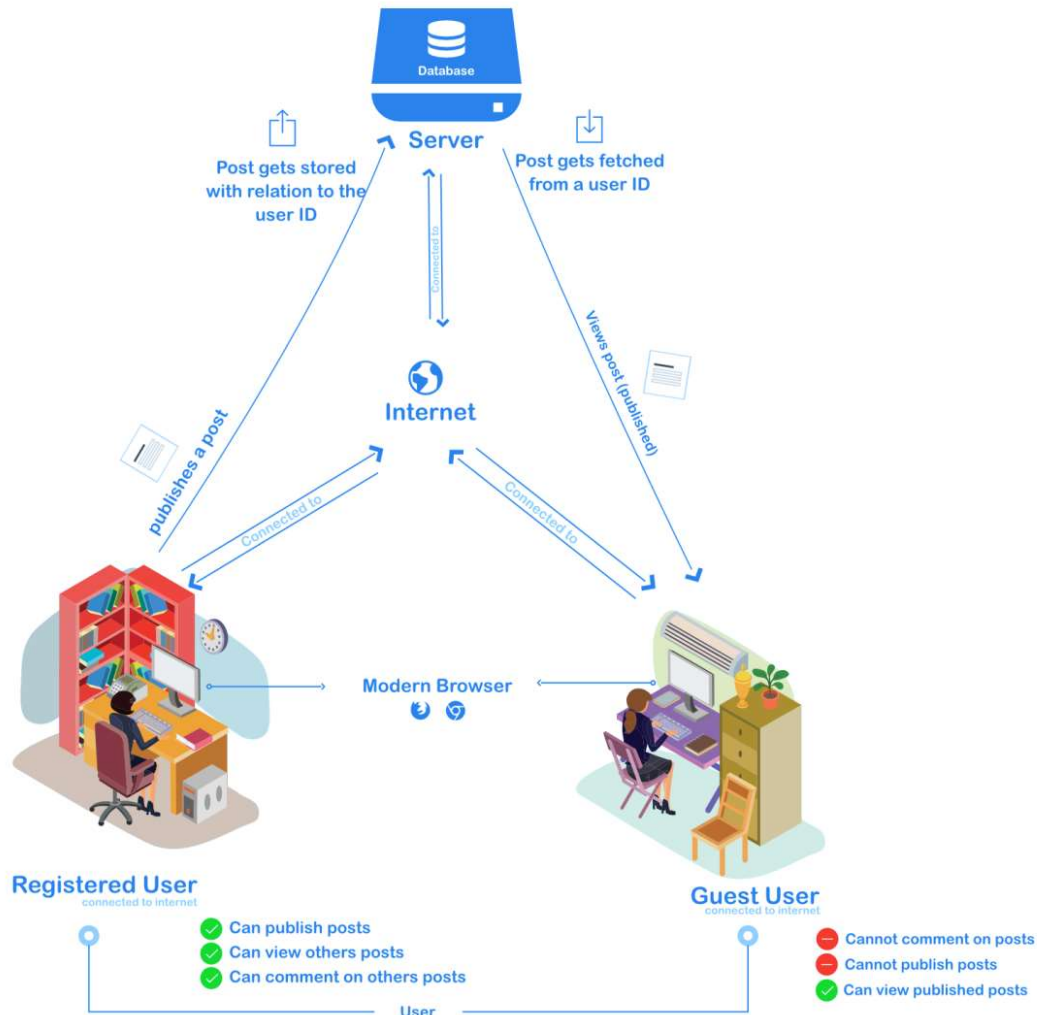 Database
Server
Post gets stored
with relation to the
user ID
Post gets fetched
from a user ID
Connected to
Views post (published)
Internet
publishes a post
Connected to
Connected to
Modern Browser
Registered User
connected to internet
Guest User
connected to internet
Can publish posts
Can view others posts
Can comment on others posts
Cannot comment on posts
Cannot publish posts
Can view published posts
User